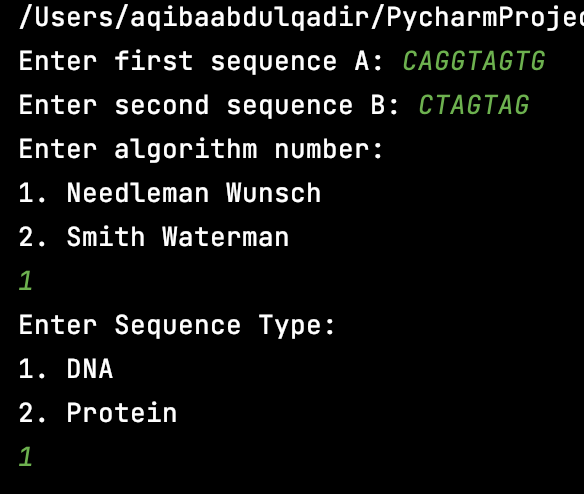 /Users/aqibaabdulqadir/PycharmProjec
Enter first sequence A: CAGGTAGTG
Enter second sequence B: CTAGTAG
Enter algorithm number:
1. Needleman Wunsch
2. Smith Waterman
1
Enter Sequence Type:
1. DNA
2. Protein
1